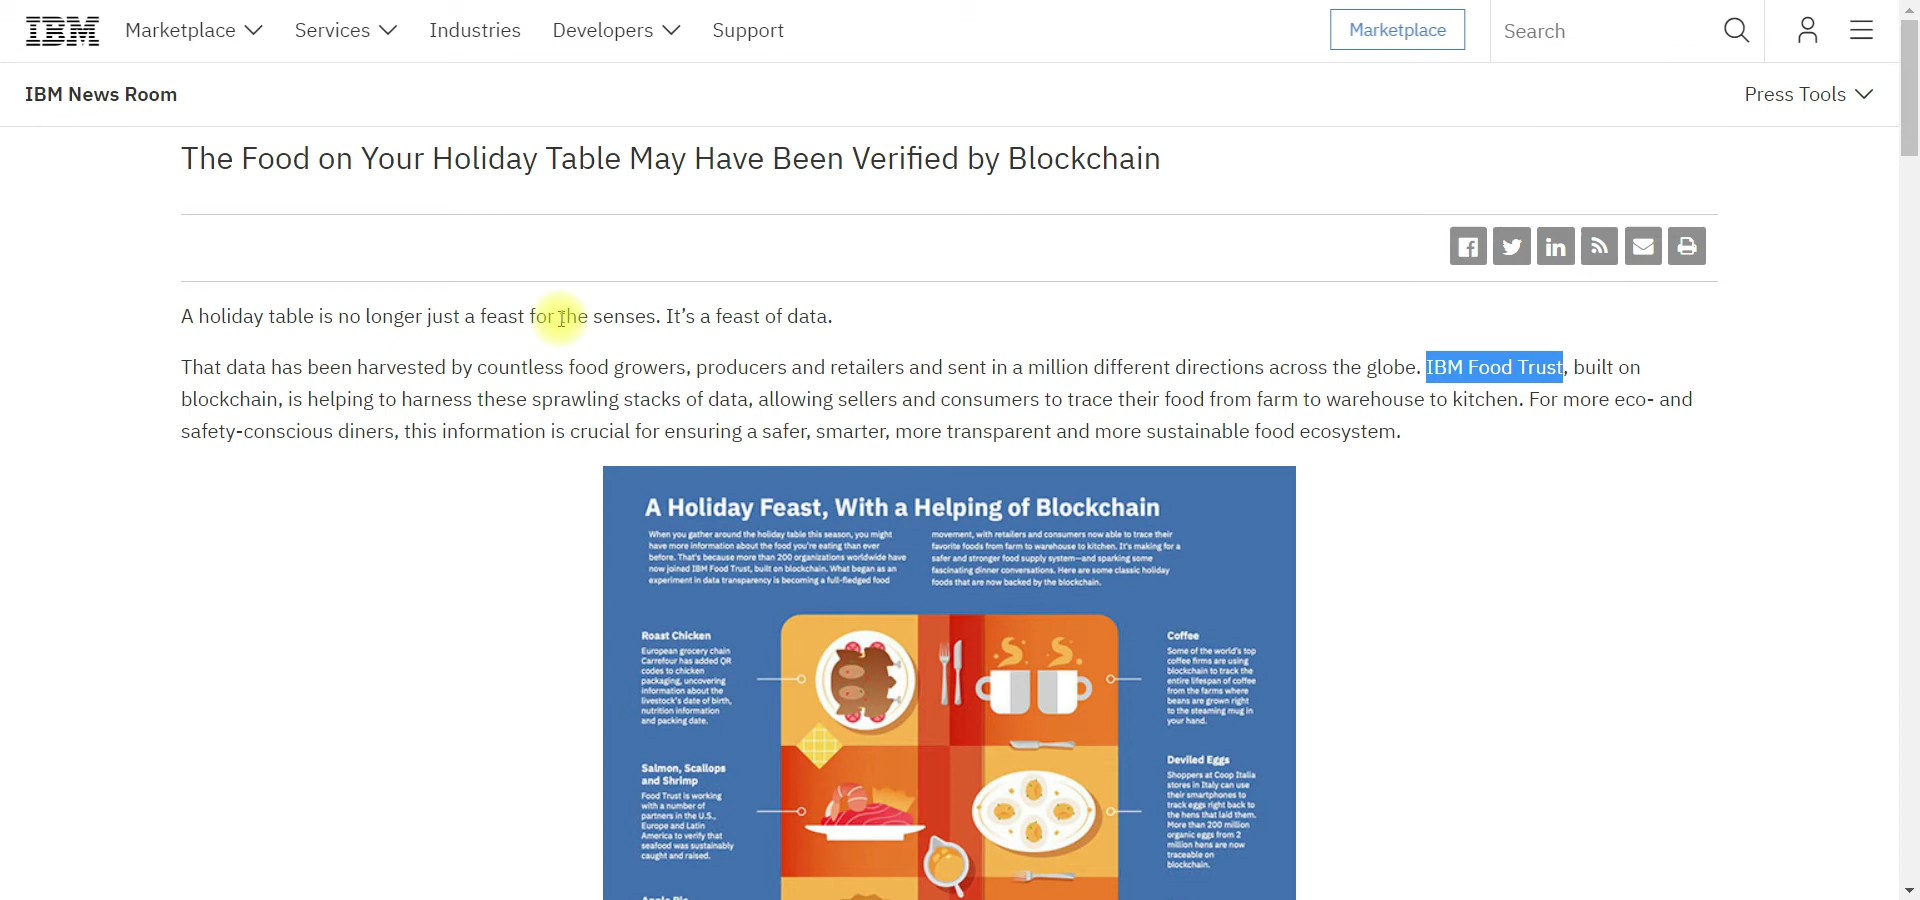 IBM
Marketplace
Services
Industries
Developers
Support
Marketplace
Search
IBM News Room
Press Tools
The Food on Your Holiday Table May Have Been Verified by Blockchain
A holiday table is no longer just a feast for the senses. It’s a feast of data.
That data has been harvested by countless food growers, producers and retailers and sent in a million different directions across the globe. IBM Food Trust, built on
blockchain, is helping to harness these sprawling stacks of data, allowing sellers and consumers to trace their food from farm to warehouse to kitchen. For more eco- and
safety-conscious diners, this information is crucial for ensuring a safer, smarter, more transparent and more sustainable food ecosystem.
A Holiday Feast, With a Helping of Blockchain
When you gather around the holiday table this season, you might
have more information about the food you're eating than ever
before. That's because more than 200 organizations worldwide have
now joined IBM Food Trust, built on blockchain. What began as an
experiment in data transparency is becoming a full-fledged food
movement, with retailers and consumers now able to trace their
favorite foods from farm to warehouse to kitchen. It's making for a
safer and stronger food supply system—and sparking some
fascinating dinner conversations. Here are some classic holiday
foods that are now backed by the blockchain.
Roast Chicken
European grocery chain
Carrefour has added QR
codes to chicken
packaging, uncovering
information about the
livestock's date of birth,
nutrition information
and packing date.
Coffee
Some of the world's top
coffee firms are using
blockchain to track the
entire lifespan of coffee
from the farms where
beans are grown right
to the steaming mug in
your hand.
Salmon, Scallops
and Shrimp
Food Trust is working
with a number of
partners in the U.S.,
Europe and Latin
America to verify that
seafood was sustainably
caught and raised.
Deviled Eggs
Shoppers at Coop Italia
stores in Italy can use
their smartphones to
track eggs right back to
the hens that laid them.
More than 200 million
organic eggs from 2
million hens are now
traceable on
blockchain.
Apple Pie